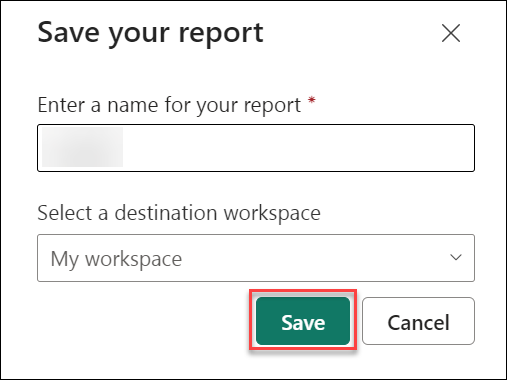 Save your report
Enter a name for your report *
Select a destination workspace
My workspace
Save
Cancel